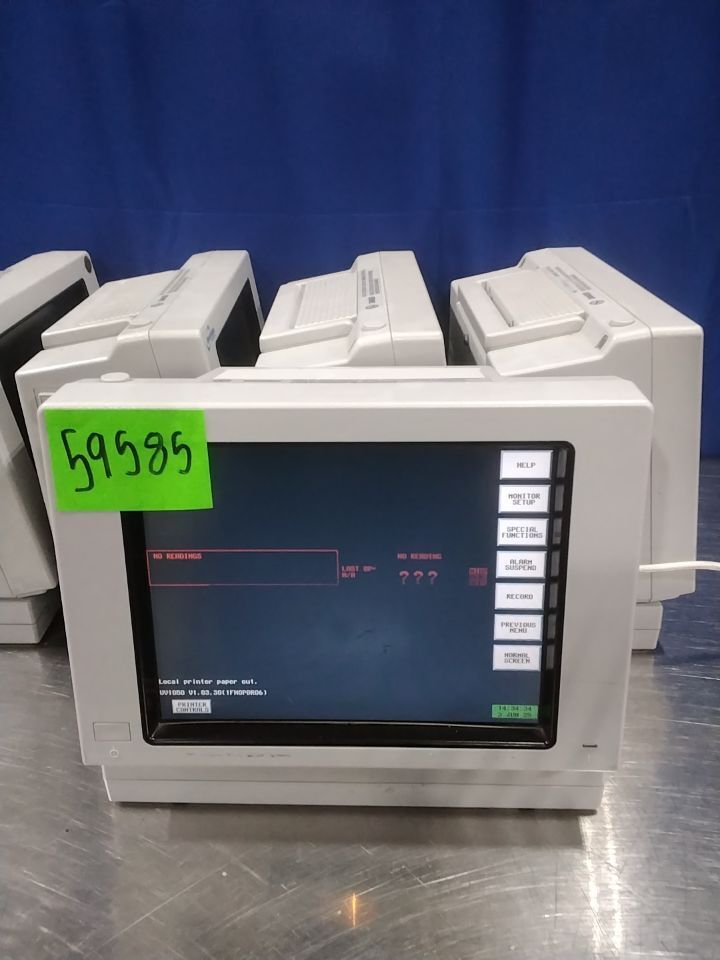 59585
HELP
MONITOR
SETUP
SPECIAL
FUNCTIONS
NO READINGS
LAST BP-
N/A
NO READING
???
ALARM
SUSPEND
RECORD
PREVIOUS
MENU
NORMAL
SCREEN
Local printer paper out.
PRINTER
CONTROLS
14:34:34